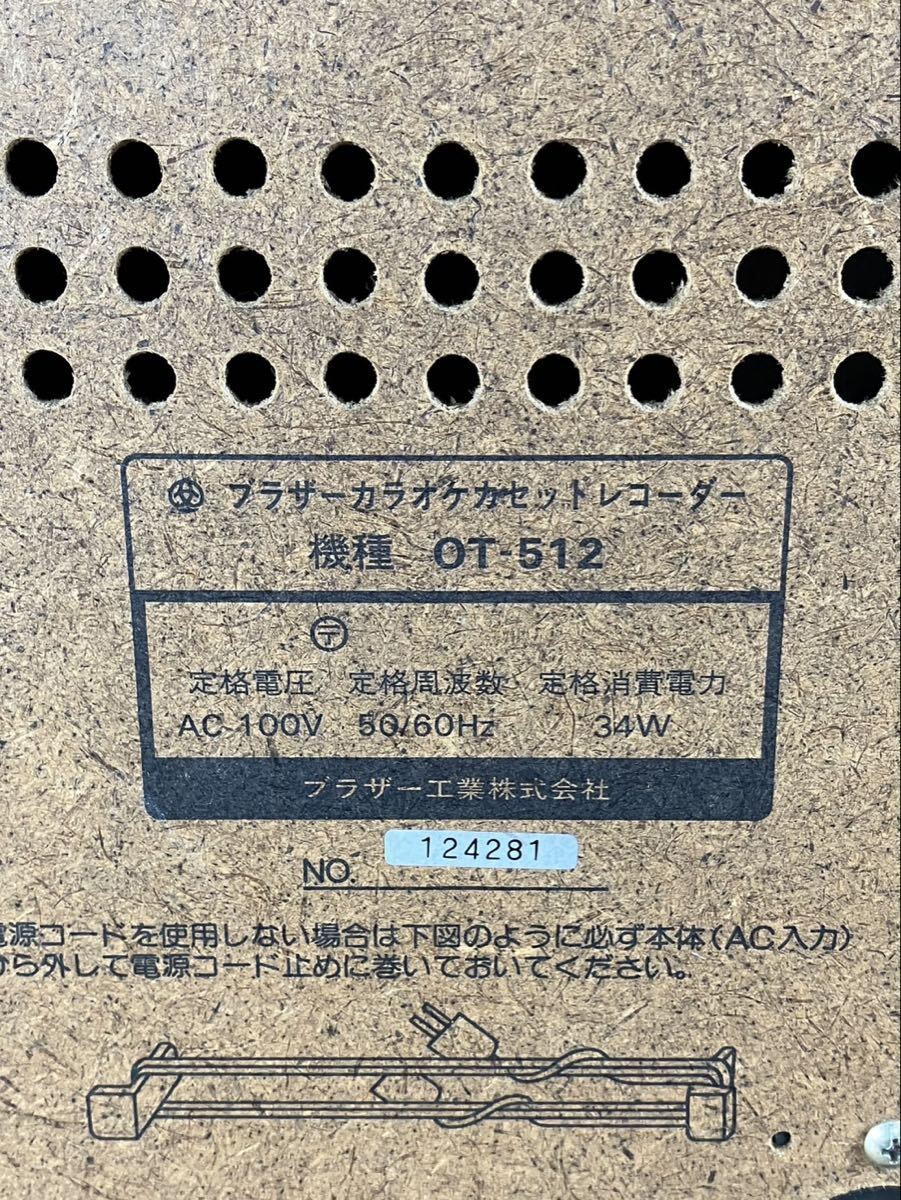 ブラザーカラオケカセットレコーダー
機種 OT-512
〒
定格電圧 定格周波数 定格消費電力
AC 100V 50/60Hz 34W
ブラザー工業株式会社
124281
NO.
電源コードを使用しない場合は下図のように必ず本体(AC入力)
から外して電源コード止めに巻いておいてください。